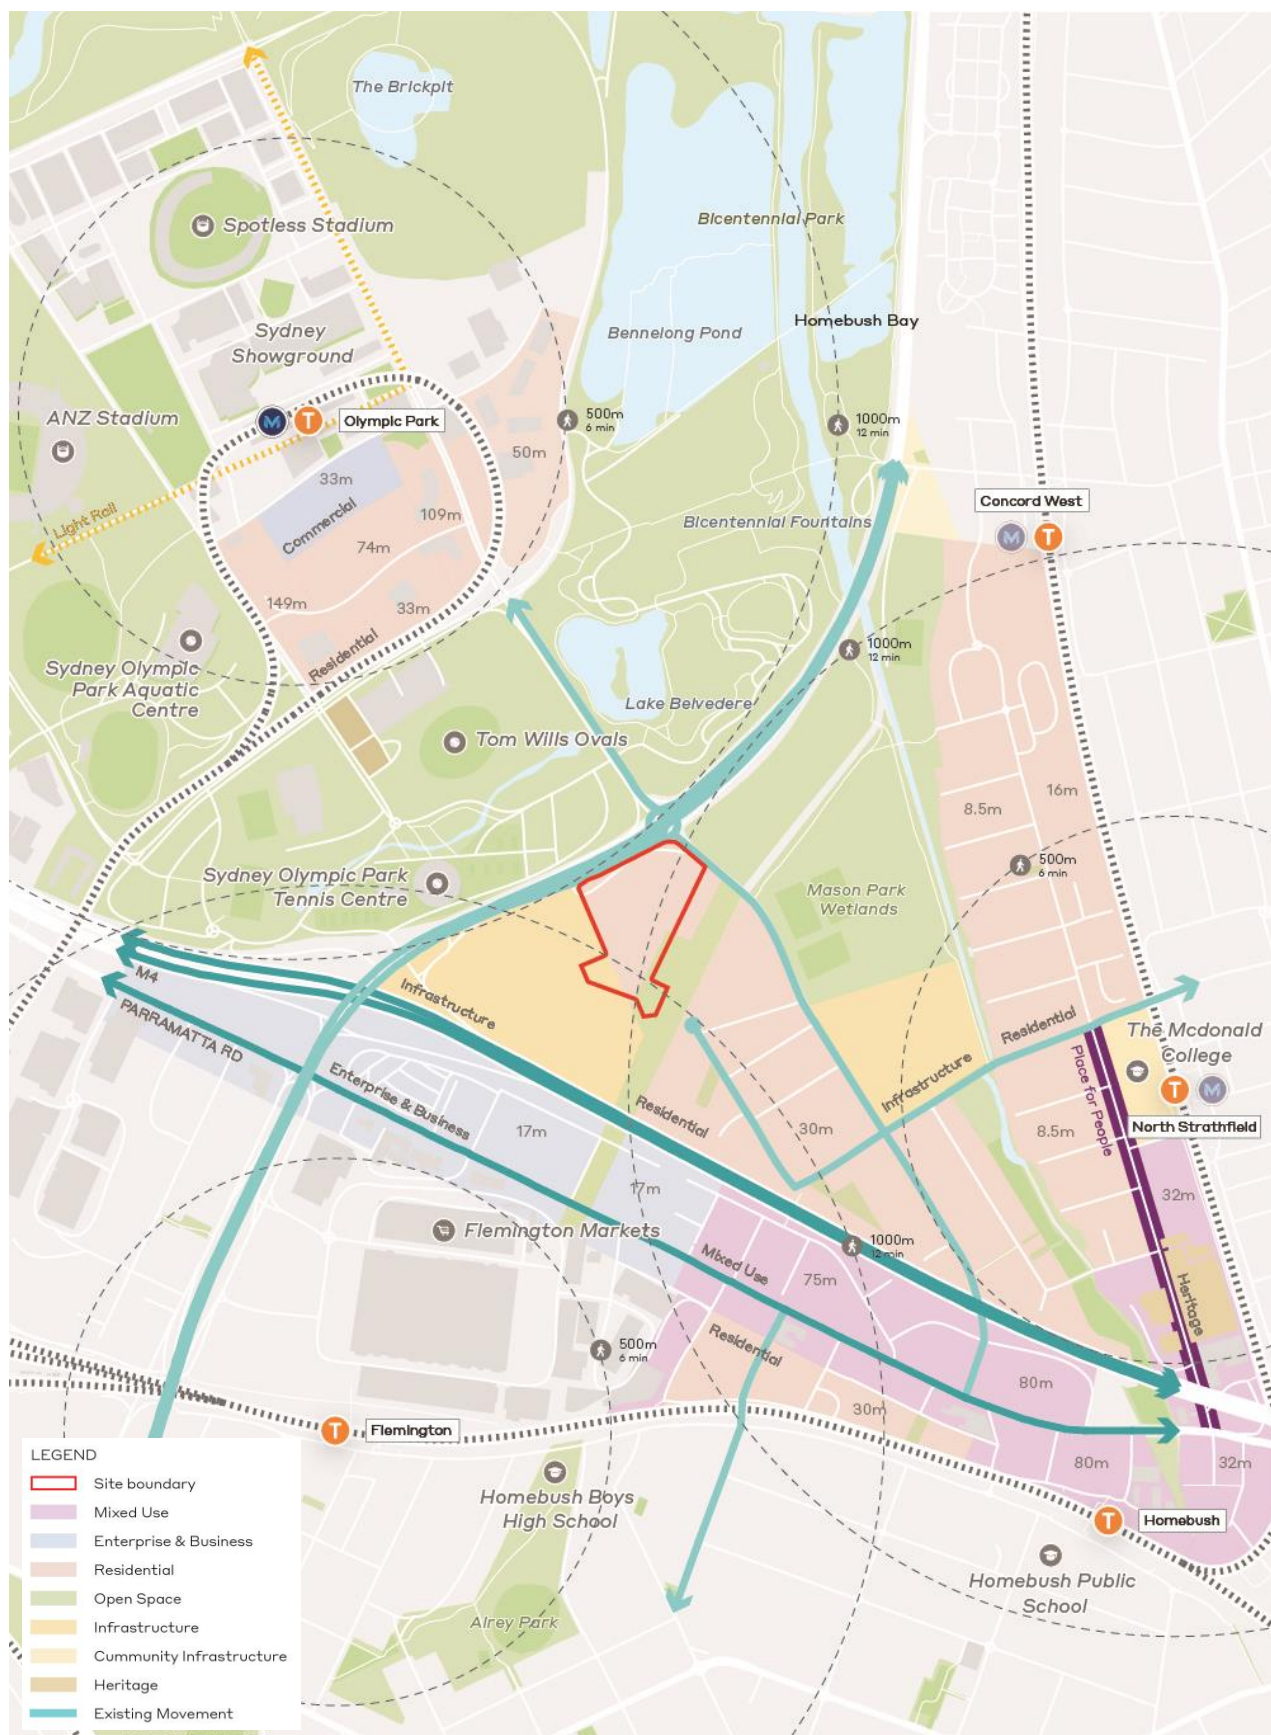 The Brickpit
Spotless Stadium
Bicentennial Park
Sydney
Showground
Bennelong Pond
Homebush Bay
ANZ Stadium
M
T
Olympic Park
500m
6 min
1000m
12 min
50m
33m
Commercial
109m
74m
Light Rail
Bicentennial Fountains
Concord West
M
T
149m
33m
Residential
Sydney Olympic
Park Aquatic
Centre
1000m
12 min
Lake Belvedere
Tom Wills Ovals
16m
8.5m
500m
6 min
Sydney Olympic Park
Tennis Centre
Mason Park
Wetlands
M4
PARRAMATTA RD
Infrastructure
Residential
The Mcdonald
College
Place for People
T
M
North Strathfield
Infrastructure
Enterprise & Business
17m
Residential
30m
8.5m
32m
17m
Flemington Markets
1000m
12 min
Mixed Use
75m
Heritage
500m
6 min
Residential
30m
80m
80m
32m
T
Flemington
T
Homebush
Homebush Boys
High School
Homebush Public
School
Airey Park
LEGEND
Site boundary
Mixed Use
Enterprise & Business
Residential
Open Space
Infrastructure
Cummunity Infrastructure
Heritage
Existing Movement